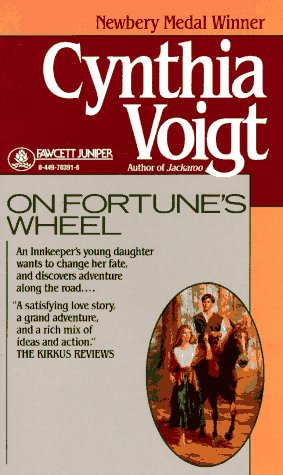 Newbery Medal Winner
Cynthia
Voigt
FAWCETT JUNIPER
0-449-70391-6
Author of Jackaroo
ON FORTUNE'S
WHEEL
An Innkeeper's young daughter
wants to change her fate,
and discovers adventure
along the road....
"A satisfying love story,
a grand adventure,
and a rich mix of
ideas and action."
THE KIRKUS REVIEWS